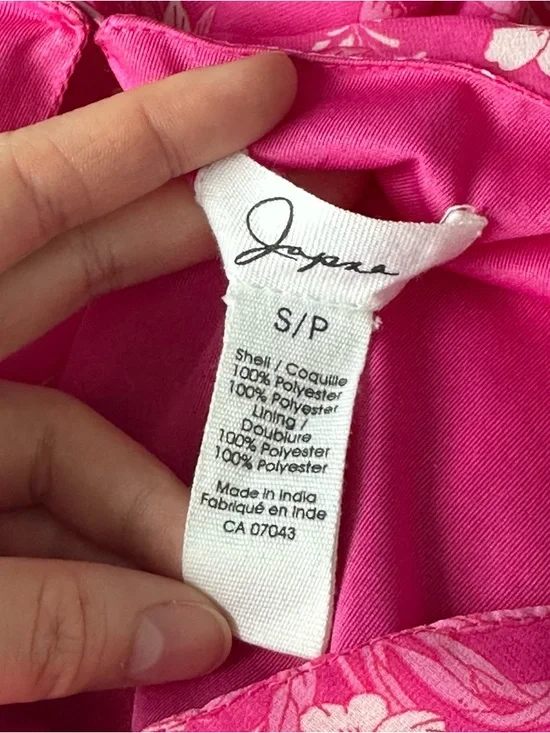 Japna
S/P
Shell / Coquille
100% Polyester
100% Polyester
Lining /
Doublure
100% Polyester
100% Polyester
Made in India
Fabriqué en Inde
CA 07043